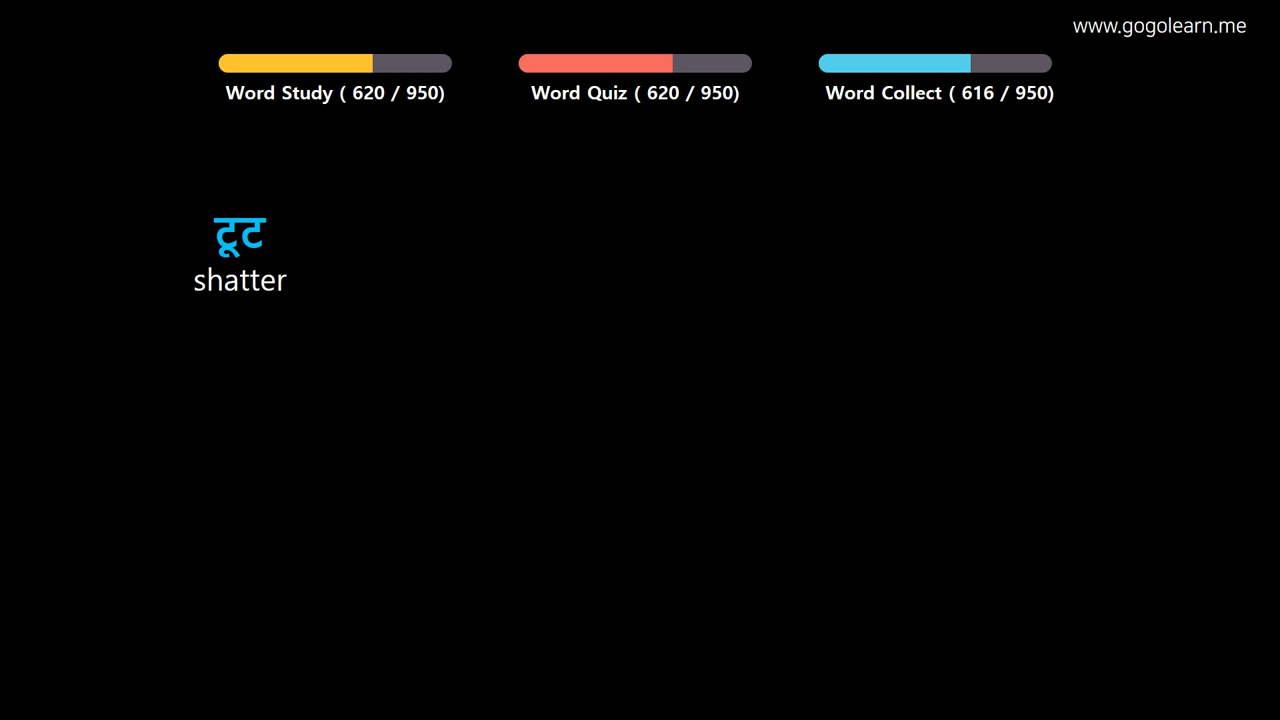 www.gogolearn.me
Word Study ( 620 / 950)
Word Quiz ( 620 / 950)
Word Collect ( 616 / 950)
टूट
shatter